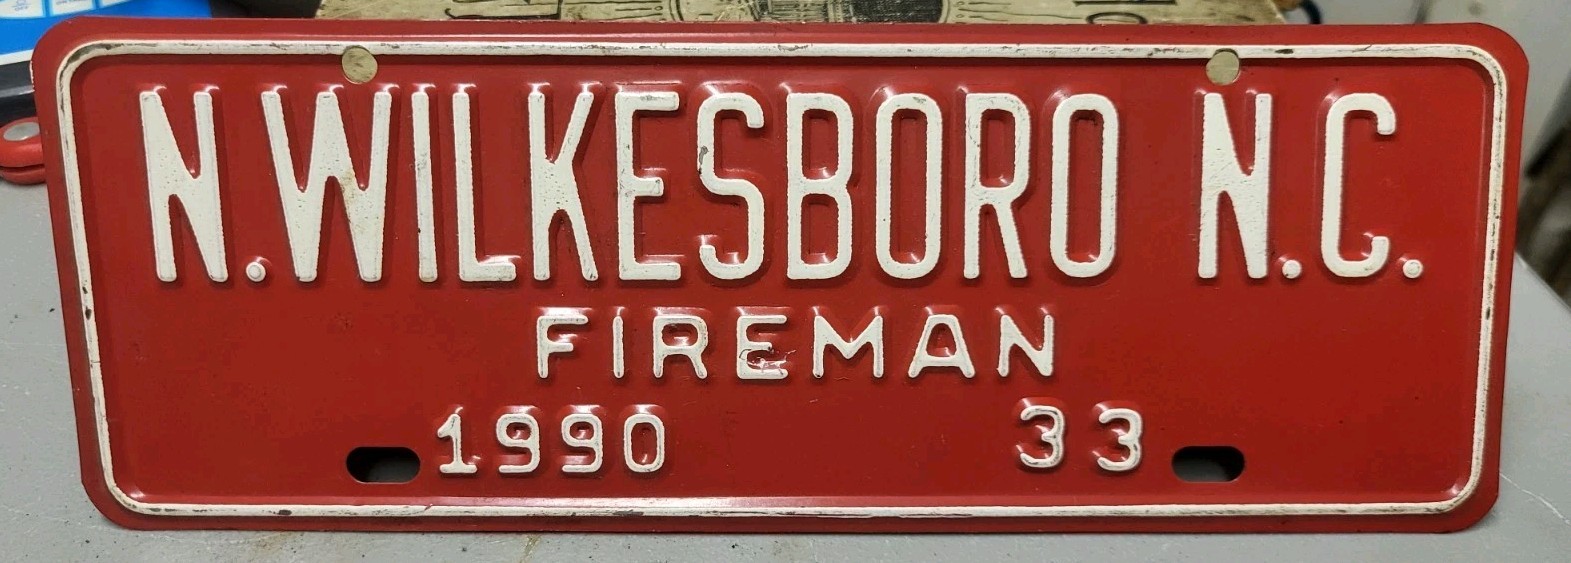 N.WILKESBORO N.C.
FIREMAN
1990 33